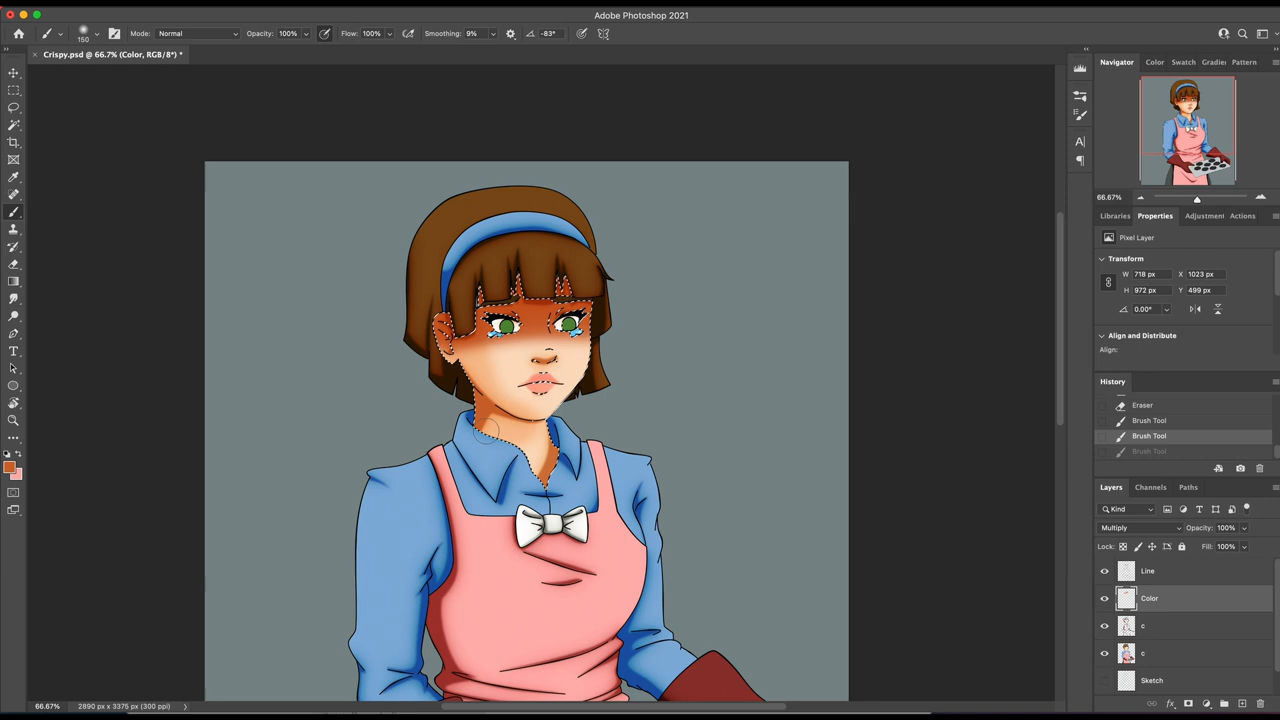 Adobe Photoshop 2021
150 Mode: Normal Opacity: 100% Flow: 100% Smoothing: 9% -83°
× Crispy.psd @ 66.7% (Color, RGB/8*) *
Navigator Color Swatch Gradie Pattern
66.67%
Libraries Properties Adjustment Actions
Pixel Layer
Transform
W 718 px X 1023 px
H 972 px Y 499 px
0.00°
Align and Distribute
Align:
History
Eraser
Brush Tool
Brush Tool
Brush Tool
Layers Channels Paths
Kind
Multiply Opacity: 100%
Lock: Fill: 100%
Line
Color
c
c
Sketch
66.67% 2890 px x 3375 px (300 ppi)